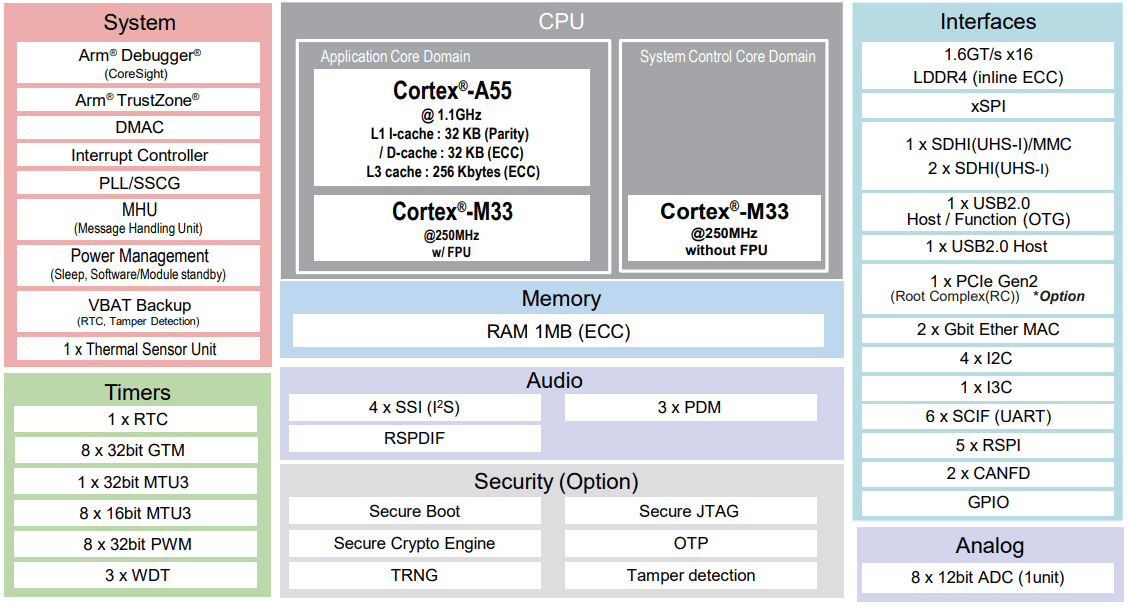 System
Arm® Debugger®
(CoreSight)
Arm® TrustZone®
DMAC
Interrupt Controller
PLL/SSCG
MHU
(Message Handling Unit)
Power Management
(Sleep, Software/Module standby)
VBAT Backup
(RTC, Tamper Detection)
1 x Thermal Sensor Unit
Timers
1 x RTC
8 x 32bit GTM
1 x 32bit MTU3
8 x 16bit MTU3
8 x 32bit PWM
3 x WDT
CPU
Application Core Domain
Cortex®-A55
@ 1.1GHz
L1 I-cache : 32 KB (Parity)
/ D-cache : 32 KB (ECC)
L3 cache : 256 Kbytes (ECC)
Cortex®-M33
@250MHz
w/ FPU
System Control Core Domain
Cortex®-M33
@250MHz
without FPU
Memory
RAM 1MB (ECC)
Audio
4 x SSI (I²S)
3 x PDM
RSPDIF
Security (Option)
Secure Boot
Secure JTAG
Secure Crypto Engine
OTP
TRNG
Tamper detection
Interfaces
1.6GT/s x16
LDDR4 (inline ECC)
xSPI
1 x SDHI(UHS-I)/MMC
2 x SDHI(UHS-I)
1 x USB2.0
Host / Function (OTG)
1 x USB2.0 Host
1 x PCIe Gen2
(Root Complex(RC)) *Option
2 x Gbit Ether MAC
4 x I2C
1 x I3C
6 x SCIF (UART)
5 x RSPI
2 x CANFD
GPIO
Analog
8 x 12bit ADC (1unit)